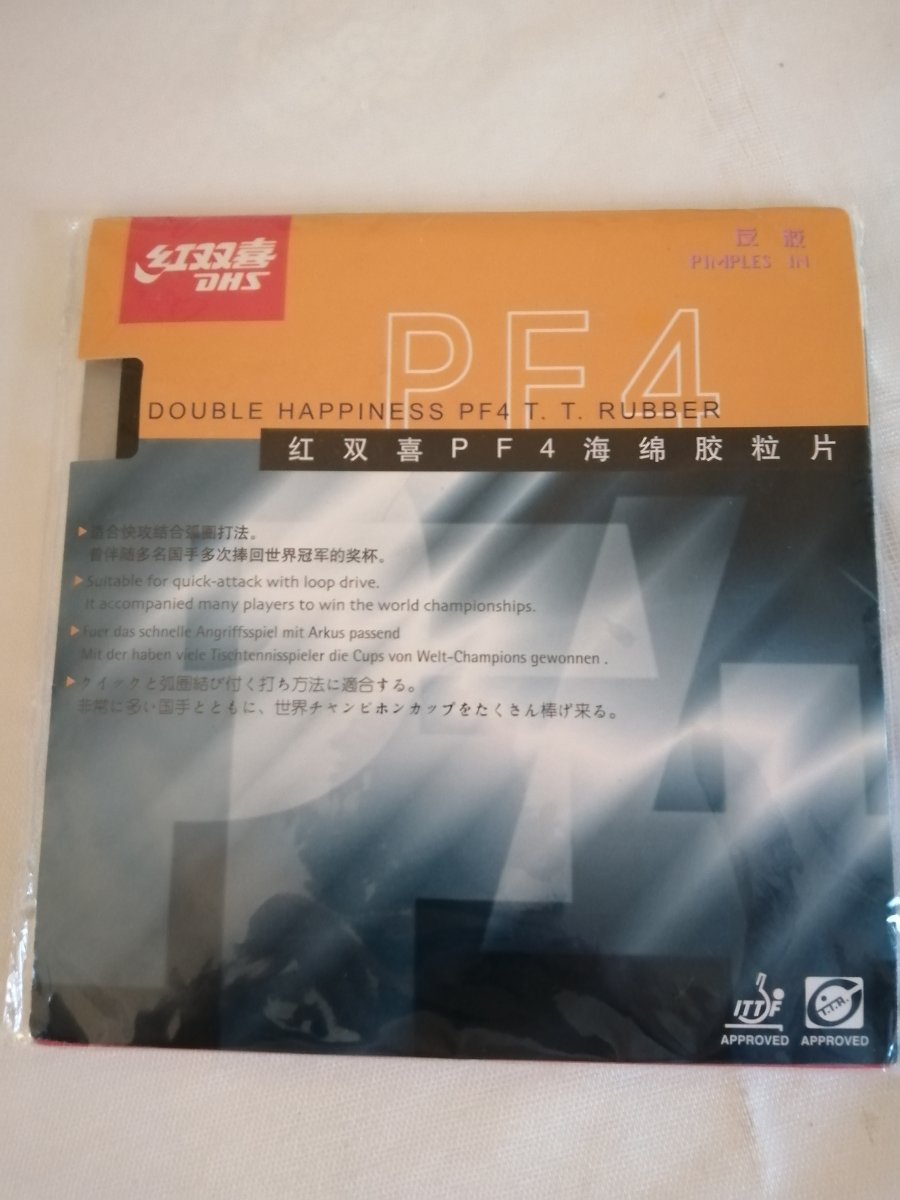 红双喜
DHS
反胶
PIMPLES IN
PF4
DOUBLE HAPPINESS PF4 T. T. RUBBER
红双喜PF4海绵胶粒片
适合快攻结合弧圈打法。
曾伴随多名国手多次捧回世界冠军的奖杯。
Suitable for quick-attack with loop drive.
It accompanied many players to win the world championships.
Fuer das schnelle Angriffsspiel mit Arkus passend
Mit der haben viele Tischtennisspieler die Cups von Welt-Champions gewonnen .
クイックと弧圈結び付く打ち方法に適合する。
非常に多い国手とともに、世界チャンピホンカップをたくさん棒げ来る。
ITTF
APPROVED
T.T.R.
APPROVED